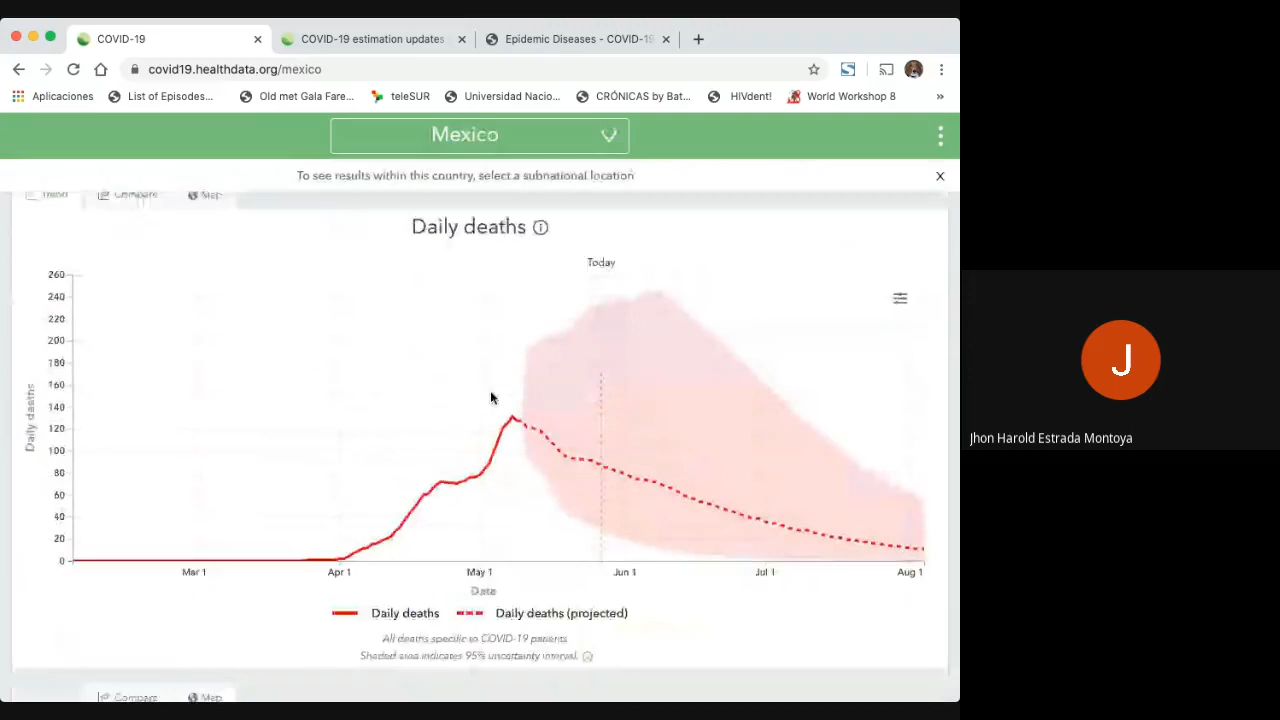 COVID-19
COVID-19 estimation updates
Epidemic Diseases - COVID-19
covid19.healthdata.org/mexico
Aplicaciones
List of Episodes...
Old met Gala Fare...
teleSUR
Universidad Nacio...
CRÓNICAS by Bat...
HIVdent!
World Workshop 8
»
Mexico
To see results within this country, select a subnational location
Trend Compare Map
Daily deaths
Today
260
240
220
200
180
160
140
120
100
80
60
40
20
0
Daily deaths
Mar 1 Apr 1 May 1 Jun 1 Jul 1 Aug 1
Date
Daily deaths Daily deaths (projected)
All deaths specific to COVID-19 patients.
Shaded area indicates 95% uncertainty interval.
Compare Map
J
Jhon Harold Estrada Montoya